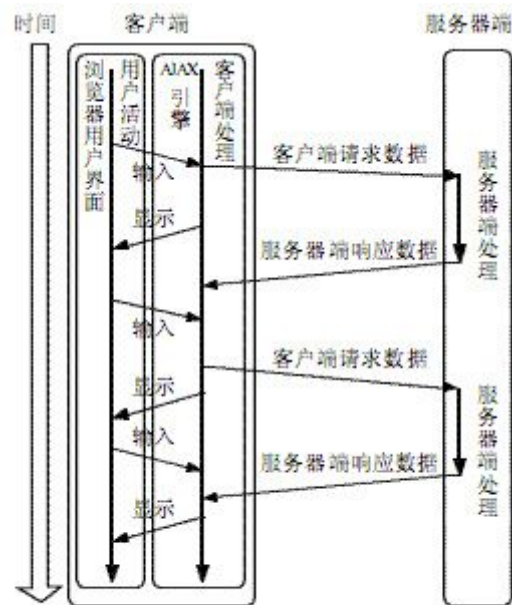 时间
客户端
服务器端
浏览器用户界面
用户活动
AJAX
引擎
客户端处理
客户端请求数据
输入
服务器端处理
显示
服务器端响应数据
输入
客户端请求数据
显示
服务器端处理
输入
服务器端响应数据
显示